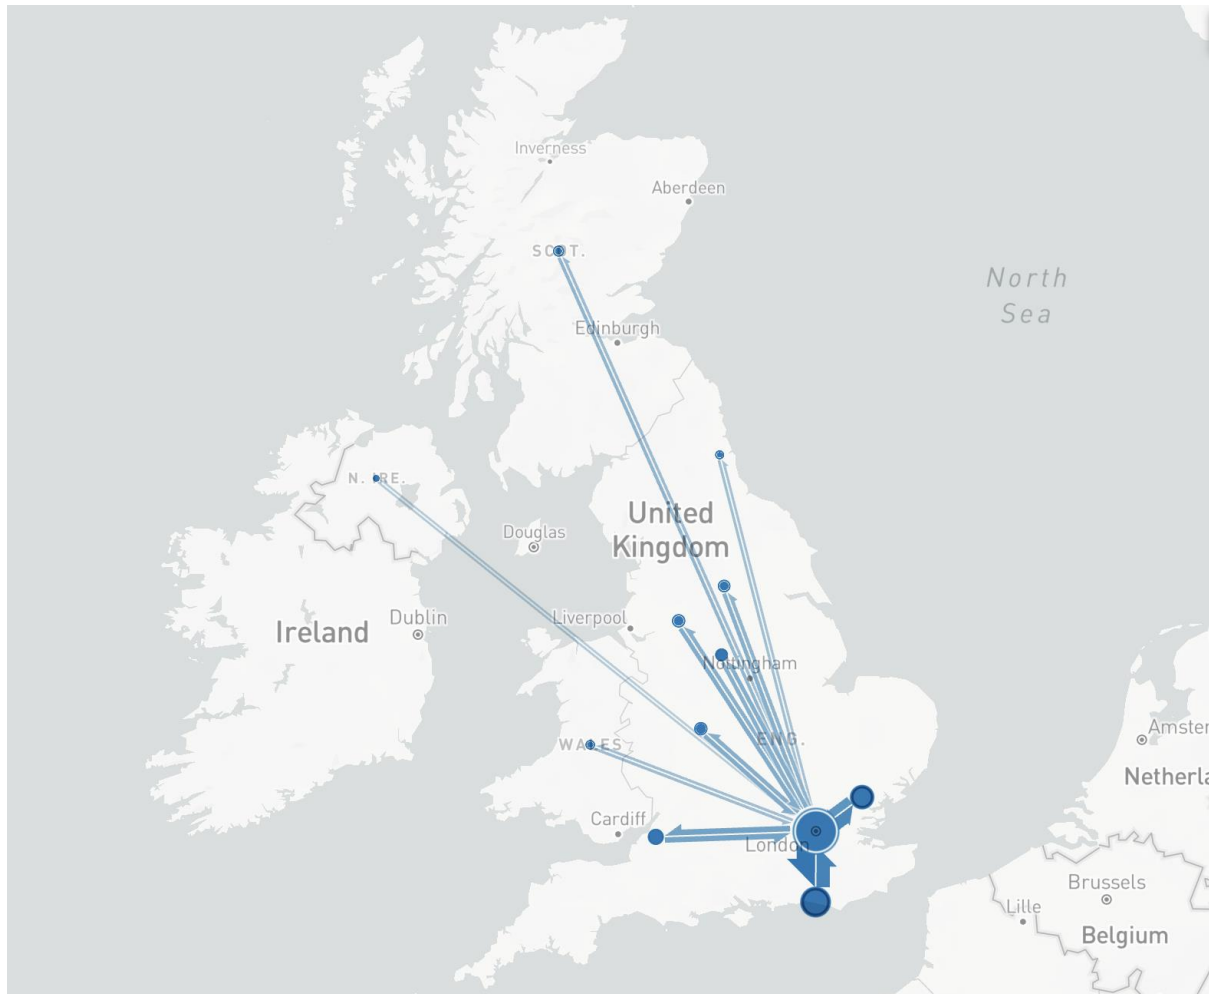 Inverness
Aberdeen
SCOT.
North
Sea
Edinburgh
N. IRE.
United
Kingdom
Douglas
Dublin
Ireland
Liverpool
Nottingham
ENG.
WALES
Amster
Netherla
Cardiff
London
Brussels
Lille
Belgium